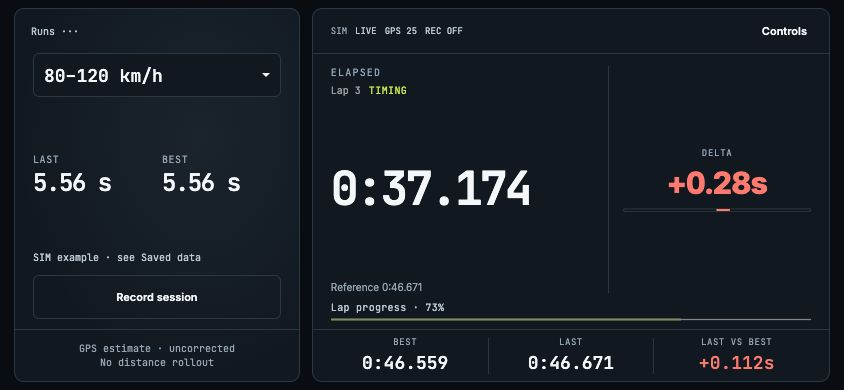 Runs ···
80–120 km/h
LAST BEST
5.56 s 5.56 s
SIM example · see Saved data
Record session
GPS estimate · uncorrected
No distance rollout
SIM LIVE GPS 25 REC OFF
Controls
ELAPSED
Lap 3 TIMING
0:37.174
Reference 0:46.671
Lap progress · 73%
DELTA
+0.28s
BEST LAST LAST VS BEST
0:46.559 0:46.671 +0.112s